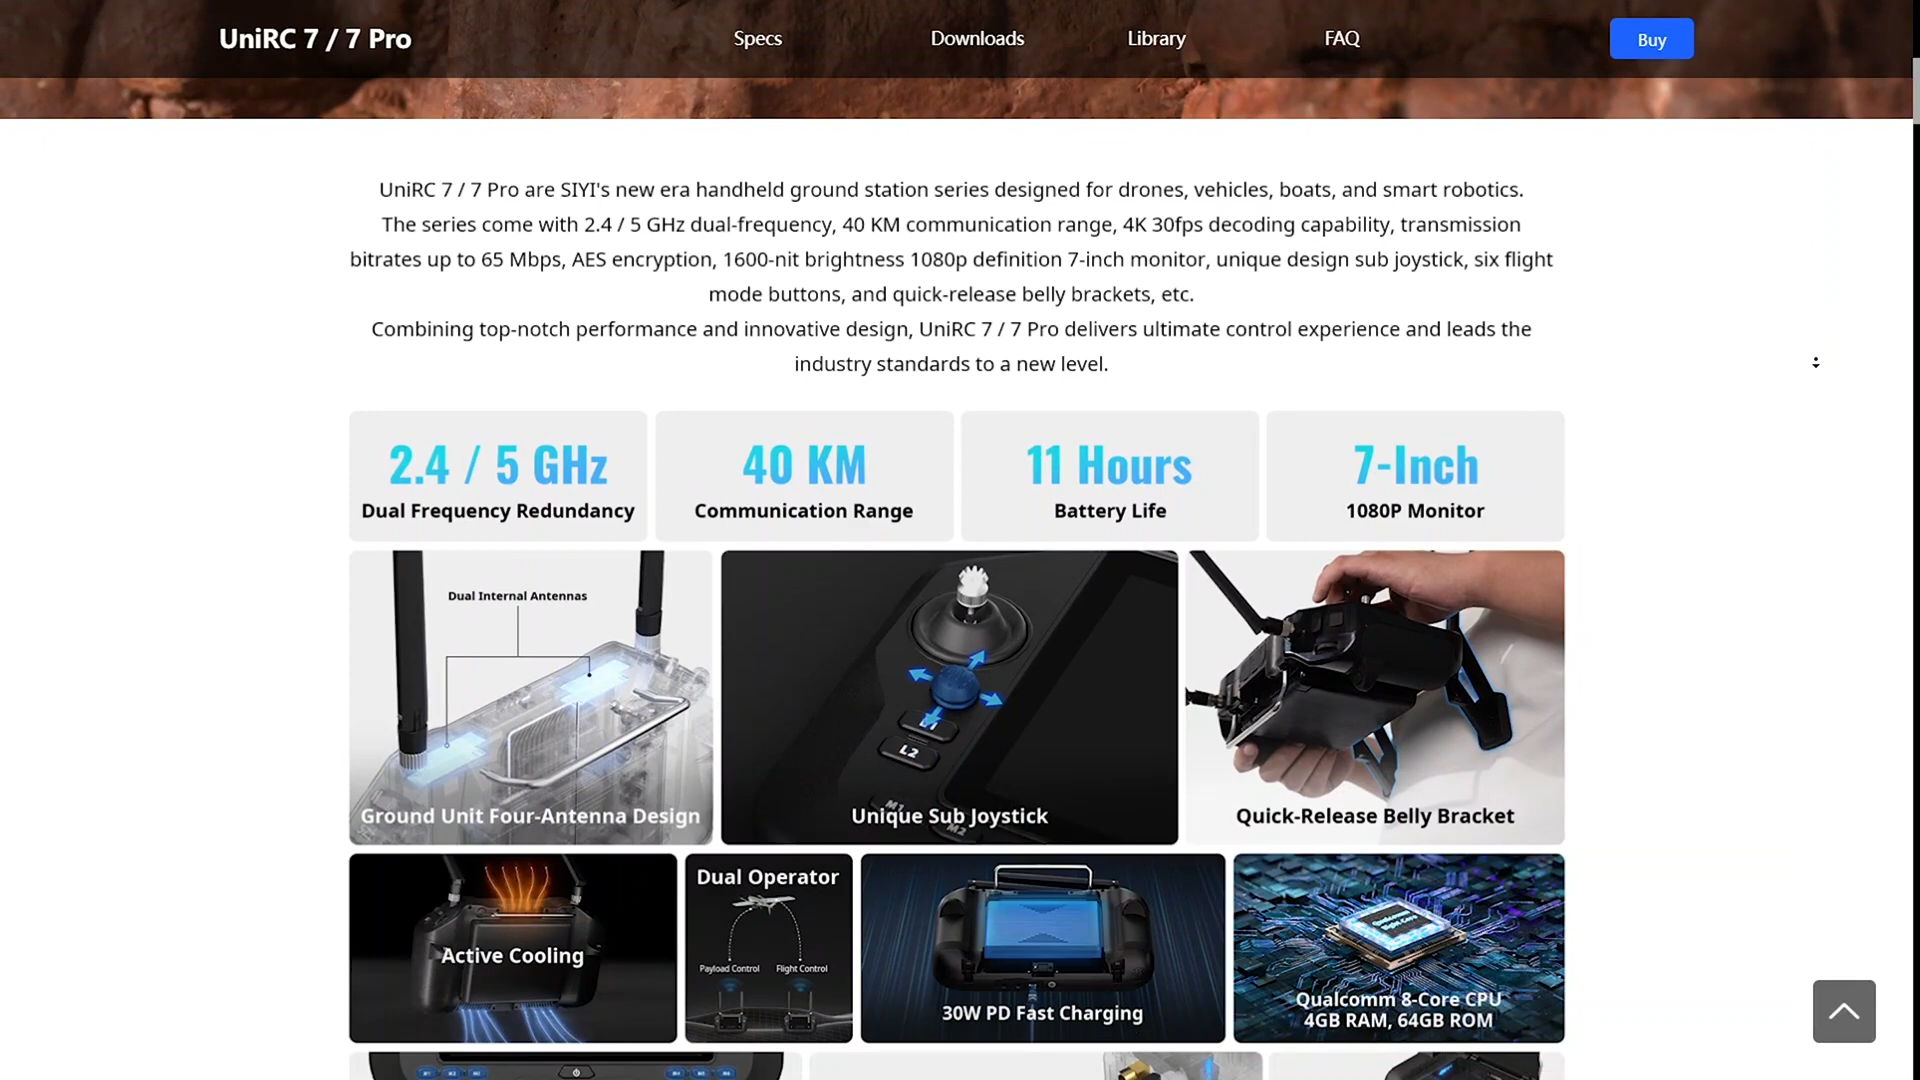 UniRC 7 / 7 Pro
Specs
Downloads
Library
FAQ
Buy
UniRC 7 / 7 Pro are SIYI's new era handheld ground station series designed for drones, vehicles, boats, and smart robotics.
The series come with 2.4 / 5 GHz dual-frequency, 40 KM communication range, 4K 30fps decoding capability, transmission
bitrates up to 65 Mbps, AES encryption, 1600-nit brightness 1080p definition 7-inch monitor, unique design sub joystick, six flight
mode buttons, and quick-release belly brackets, etc.
Combining top-notch performance and innovative design, UniRC 7 / 7 Pro delivers ultimate control experience and leads the
industry standards to a new level.
2.4 / 5 GHz
Dual Frequency Redundancy
40 KM
Communication Range
11 Hours
Battery Life
7-Inch
1080P Monitor
Dual Internal Antennas
Ground Unit Four-Antenna Design
L2
M1
M2
Unique Sub Joystick
Quick-Release Belly Bracket
Active Cooling
Dual Operator
Payload Control
Flight Control
30W PD Fast Charging
Qualcomm 8-Core CPU
4GB RAM, 64GB ROM